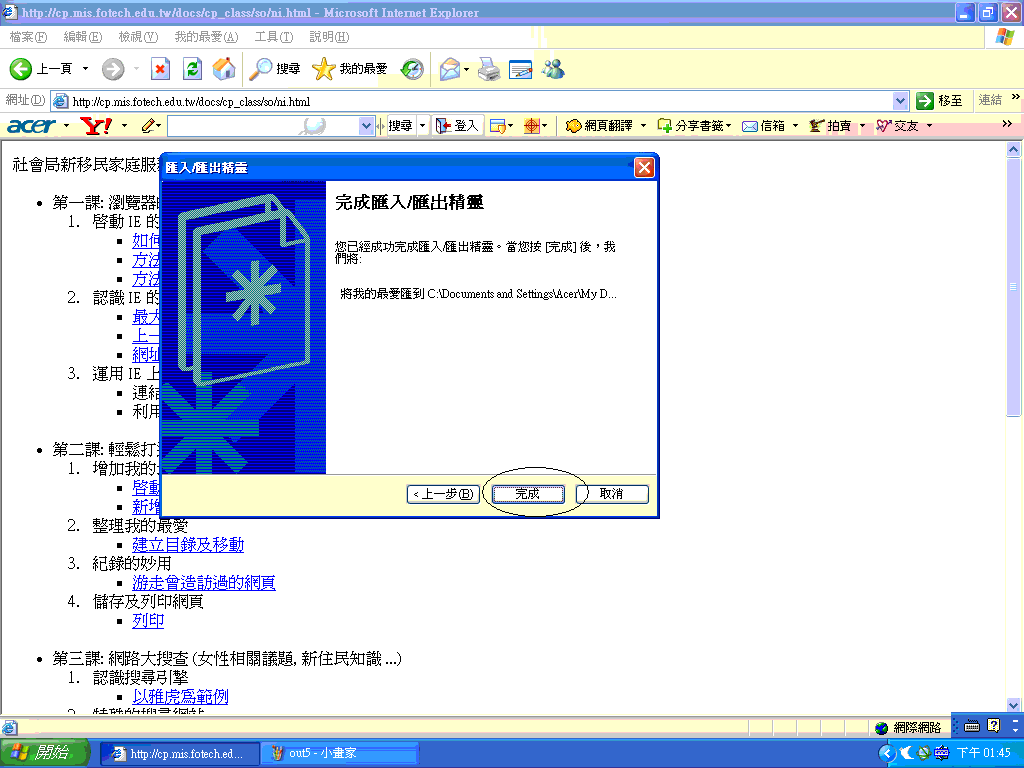 http://cp.mis.fotech.edu.tw/docs/cp_class/so/ni.html - Microsoft Internet Explorer
檔案(F) 編輯(E) 檢視(V) 我的最愛(A) 工具(T) 說明(H)
上一頁 搜尋 我的最愛
網址(D) http://cp.mis.fotech.edu.tw/docs/cp_class/so/ni.html 移至 連結 »
acer Y! 搜尋 登入 網頁翻譯 分享書籤 信箱 拍賣 交友 »
社會局新移民家庭服務
匯入/匯出精靈
完成匯入/匯出精靈
您已經成功完成匯入/匯出精靈。當您按 [完成] 後，我
們將:
將我的最愛匯到 C:\Documents and Settings\Acer\My D...
< 上一步(B) 完成 取消
• 第一課: 瀏覽器
1. 啟動 IE 的
如何
方法
方法
2. 認識 IE 的
最大
上一
網址
3. 運用 IE 上
連結
利用
• 第二課: 輕鬆打
1. 增加我的
啟動
新增
2. 整理我的最愛
建立目錄及移動
3. 紀錄的妙用
游走曾造訪過的網頁
4. 儲存及列印網頁
列印
• 第三課: 網路大搜查 (女性相關議題, 新住民知識 ...)
1. 認識搜尋引擎
以雅虎為範例
網際網路
開始 http://cp.mis.fotech.ed... out5 - 小畫家 下午 01:45